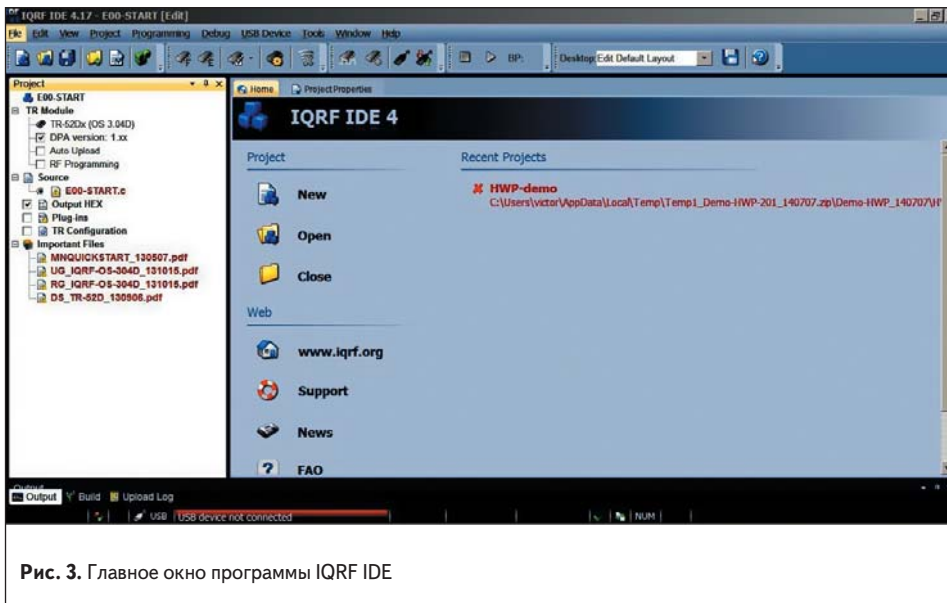 IQRF IDE 4.17 - E00-START [Edit]
File Edit View Project Programming Debug USB Device Tools Window Help
BP: Desktop: Edit Default Layout
Project
E00-START
TR Module
TR-52Dx (OS 3.04D)
DPA version: 1.xx
Auto Upload
RF Programming
Source
E00-START.c
Output HEX
Plug-ins
TR Configuration
Important Files
MNQUICKSTART_130507.pdf
UG_IQRF-OS-304D_131015.pdf
RG_IQRF-OS-304D_131015.pdf
DS_TR-52D_130906.pdf
Home Project Properties
IQRF IDE 4
Project
New
Open
Close
Web
www.iqrf.org
Support
News
FAQ
Recent Projects
HWP-demo
C:\Users\victor\AppData\Local\Temp\Temp1_Demo-HWP-201_140707.zip\Demo-HWP_140707\H
Output
Output Build Upload Log
USB USB device not connected NUM
Рис. 3. Главное окно программы IQRF IDE